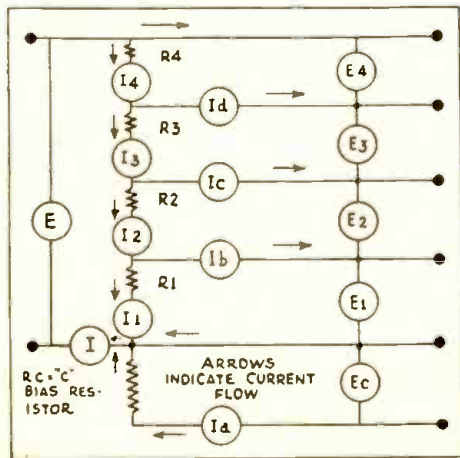 R4
I4
E4
Id
R3
I3
E3
Ic
R2
E
I2
E2
Ib
R1
I1
E1
I
RC="C"
BIAS RES-
ISTOR
ARROWS
INDICATE CURRENT
FLOW
Ec
Ia